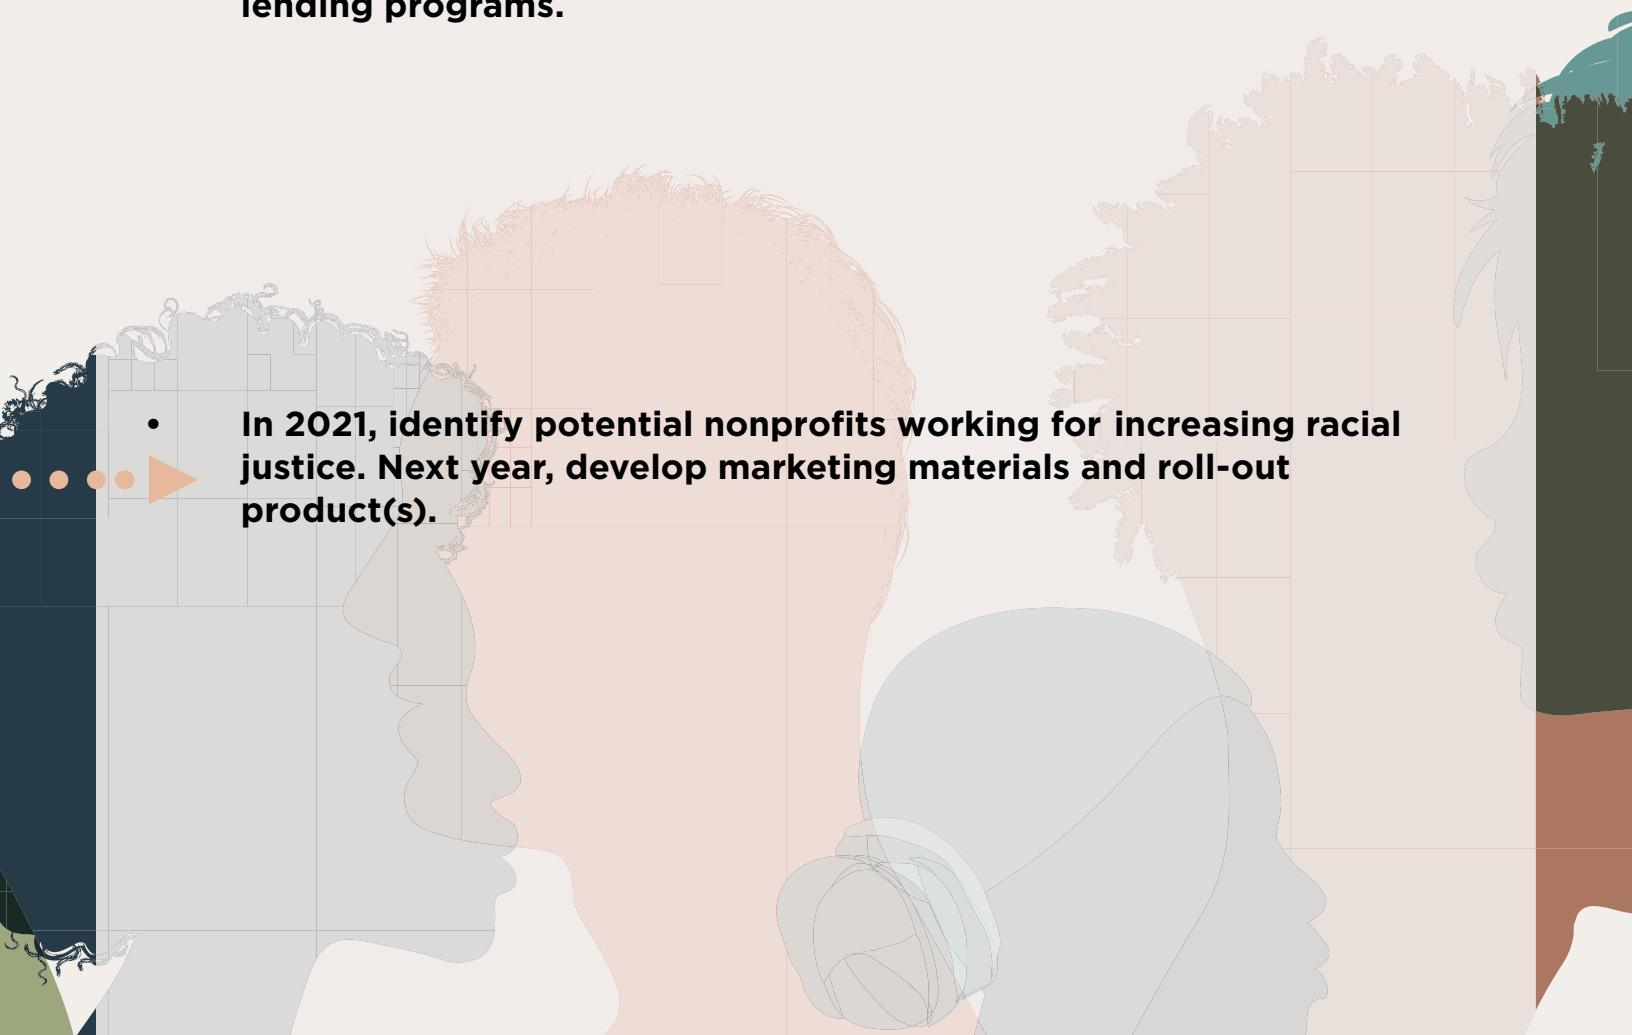 lending programs.
• In 2021, identify potential nonprofits working for increasing racial
justice. Next year, develop marketing materials and roll-out
product(s).